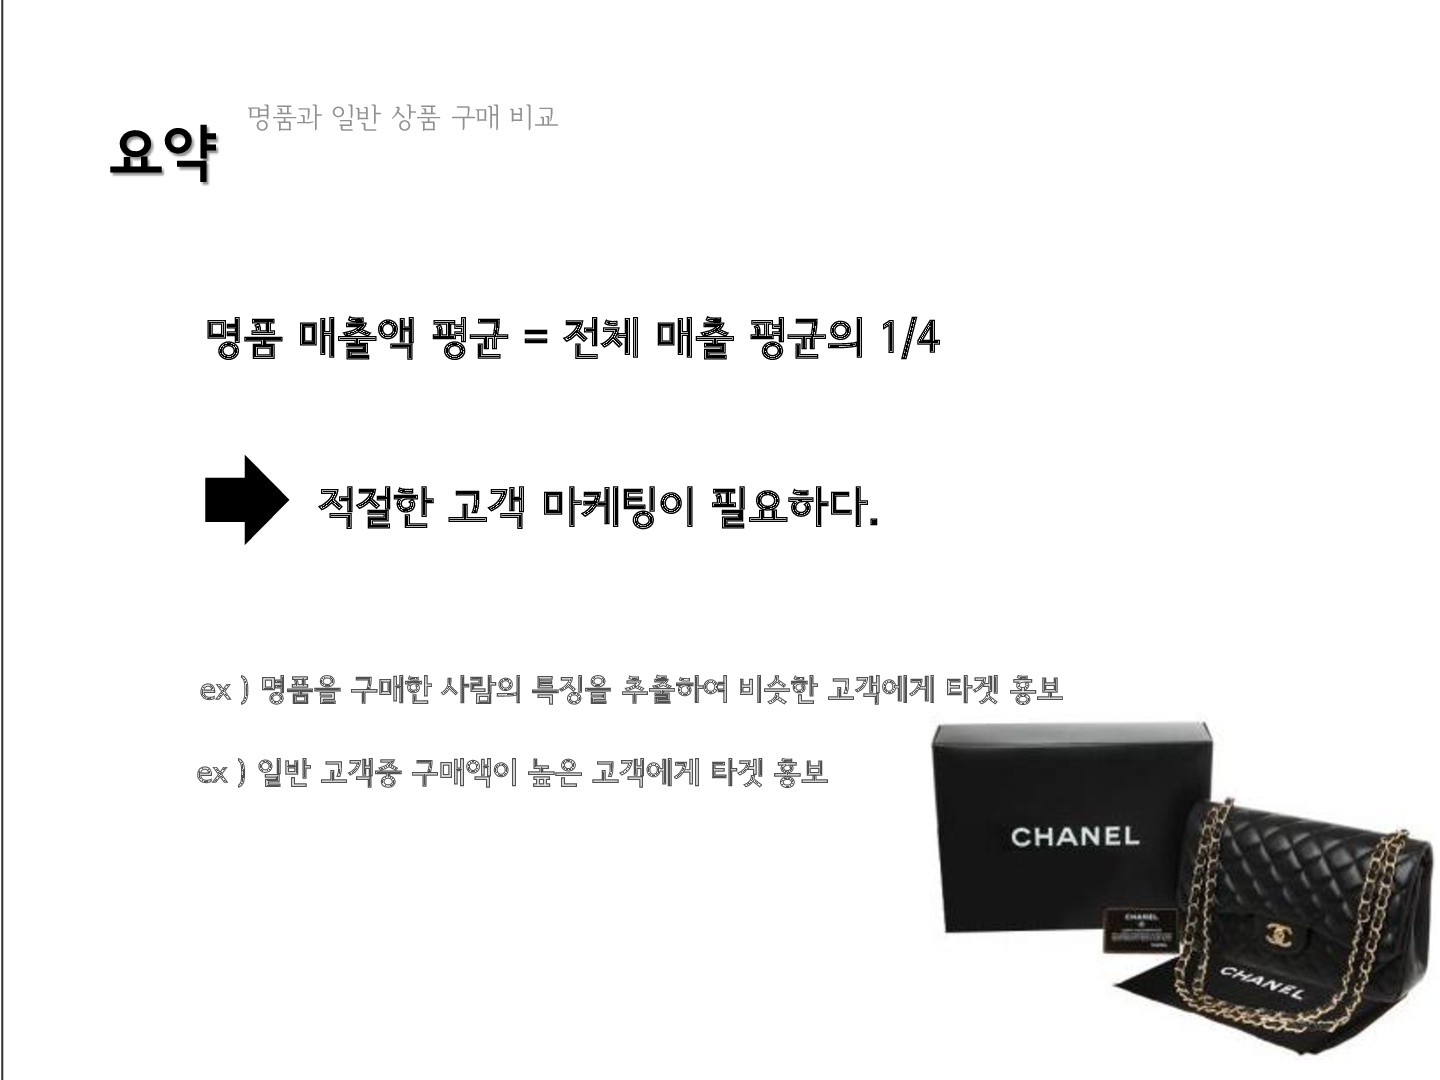 요약
명품과 일반 상품 구매 비교
명품 매출액 평균 = 전체 매출 평균의 1/4
적절한 고객 마케팅이 필요하다.
ex ) 명품을 구매한 사람의 특징을 추출하여 비슷한 고객에게 타겟 홍보
ex ) 일반 고객중 구매액이 높은 고객에게 타겟 홍보
CHANEL
CHANEL
CHANEL